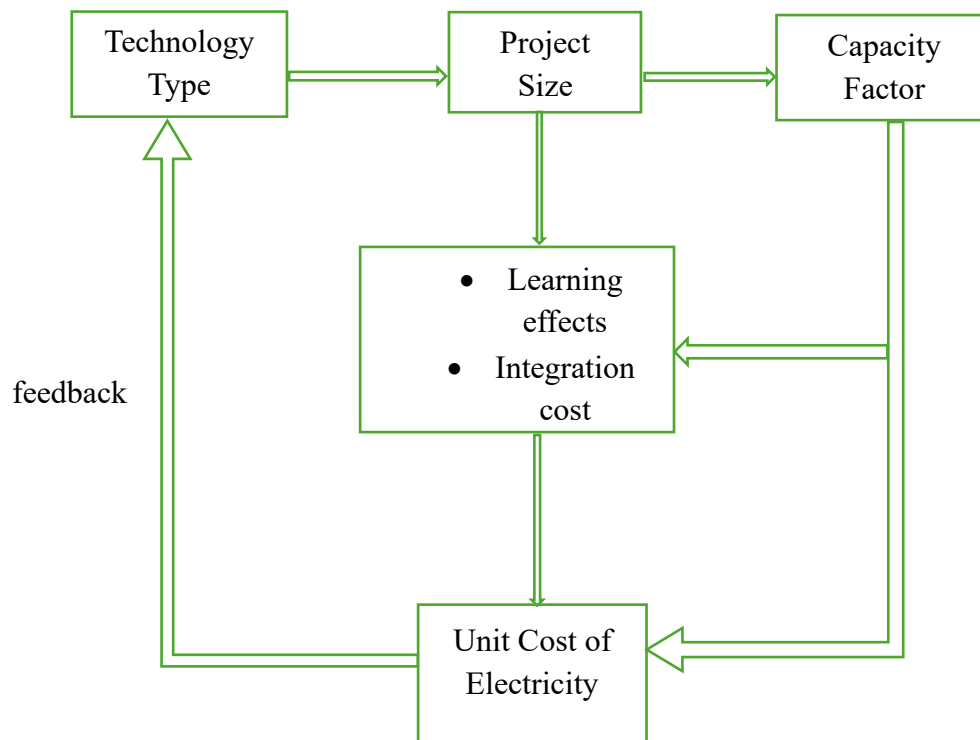 Technology
Type
Project
Size
Capacity
Factor
• Learning
effects
• Integration
cost
feedback
Unit Cost of
Electricity